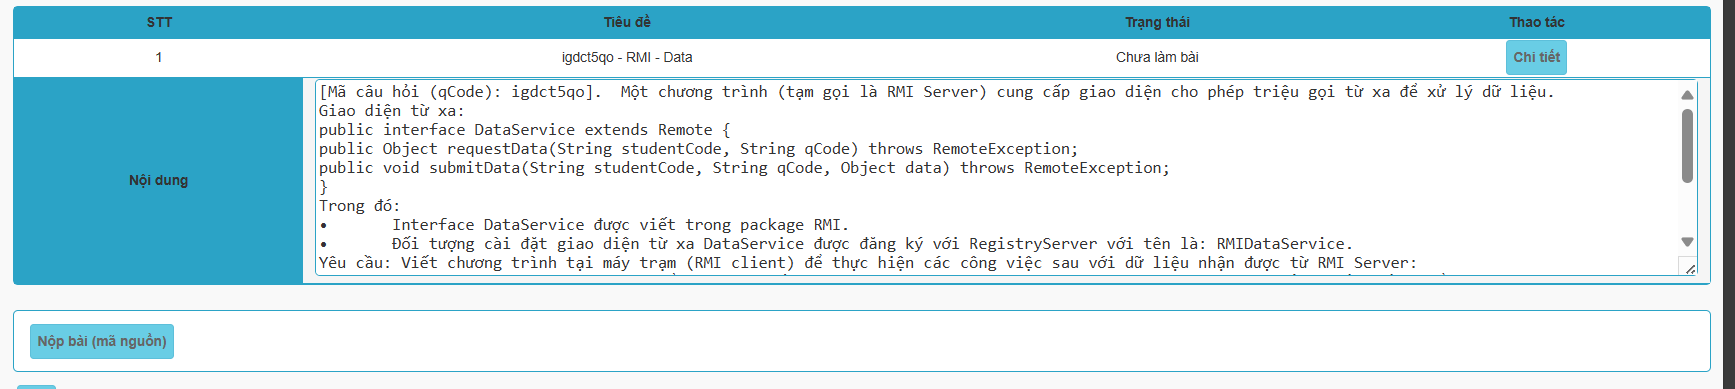 STT Tiêu đề Trạng thái Thao tác
1 igdct5qo - RMI - Data Chưa làm bài Chi tiết
Nội dung
[Mã câu hỏi (qCode): igdct5qo].  Một chương trình (tạm gọi là RMI Server) cung cấp giao diện cho phép triệu gọi từ xa để xử lý dữ liệu.
Giao diện từ xa:
public interface DataService extends Remote {
public Object requestData(String studentCode, String qCode) throws RemoteException;
public void submitData(String studentCode, String qCode, Object data) throws RemoteException;
}
Trong đó:
•	Interface DataService được viết trong package RMI.
•	Đối tượng cài đặt giao diện từ xa DataService được đăng ký với RegistryServer với tên là: RMIDataService.
Yêu cầu: Viết chương trình tại máy trạm (RMI client) để thực hiện các công việc sau với dữ liệu nhận được từ RMI Server:
Nộp bài (mã nguồn)